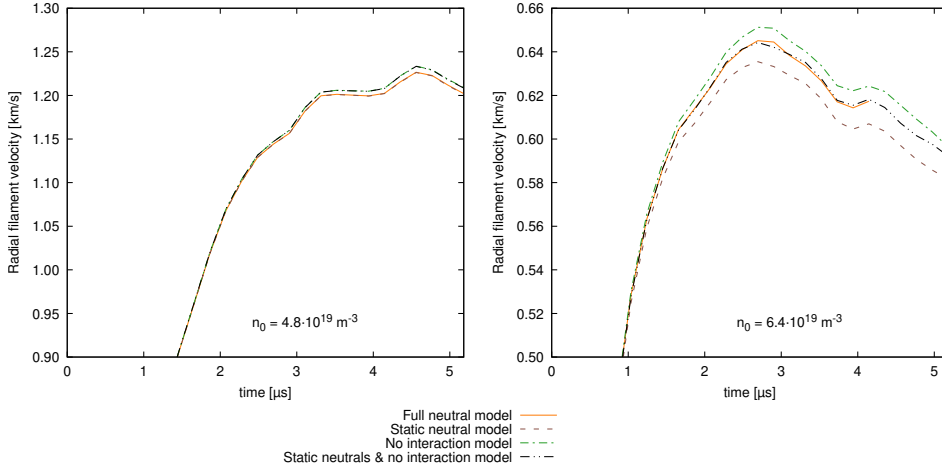 1.30
1.25
1.20
1.15
1.10
1.05
1.00
0.95
0.90
Radial filament velocity [km/s]
n0 = 4.8·10^19 m^-3
0 1 2 3 4 5
time [µs]
0.66
0.64
0.62
0.60
0.58
0.56
0.54
0.52
0.50
Radial filament velocity [km/s]
n0 = 6.4·10^19 m^-3
0 1 2 3 4 5
time [µs]
Full neutral model
Static neutral model
No interaction model
Static neutrals & no interaction model